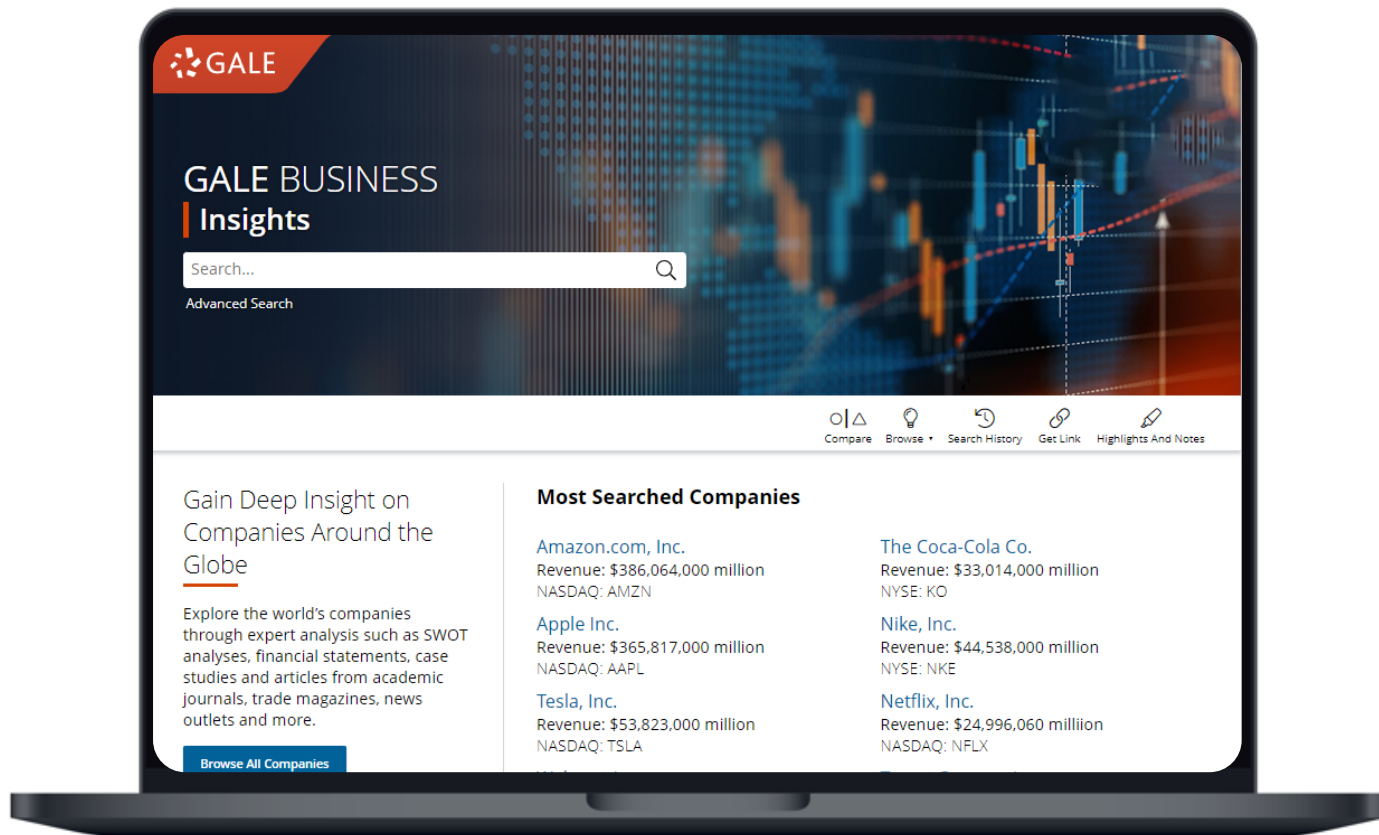 GALE
GALE BUSINESS
Insights
Search...
Advanced Search
Compare
Browse
Search History
Get Link
Highlights And Notes
Gain Deep Insight on
Companies Around the
Globe
Explore the world's companies
through expert analysis such as SWOT
analyses, financial statements, case
studies and articles from academic
journals, trade magazines, news
outlets and more.
Browse All Companies
Most Searched Companies
Amazon.com, Inc.
Revenue: $386,064,000 million
NASDAQ: AMZN
Apple Inc.
Revenue: $365,817,000 million
NASDAQ: AAPL
Tesla, Inc.
Revenue: $53,823,000 million
NASDAQ: TSLA
The Coca-Cola Co.
Revenue: $33,014,000 million
NYSE: KO
Nike, Inc.
Revenue: $44,538,000 million
NYSE: NKE
Netflix, Inc.
Revenue: $24,996,060 milliion
NASDAQ: NFLX